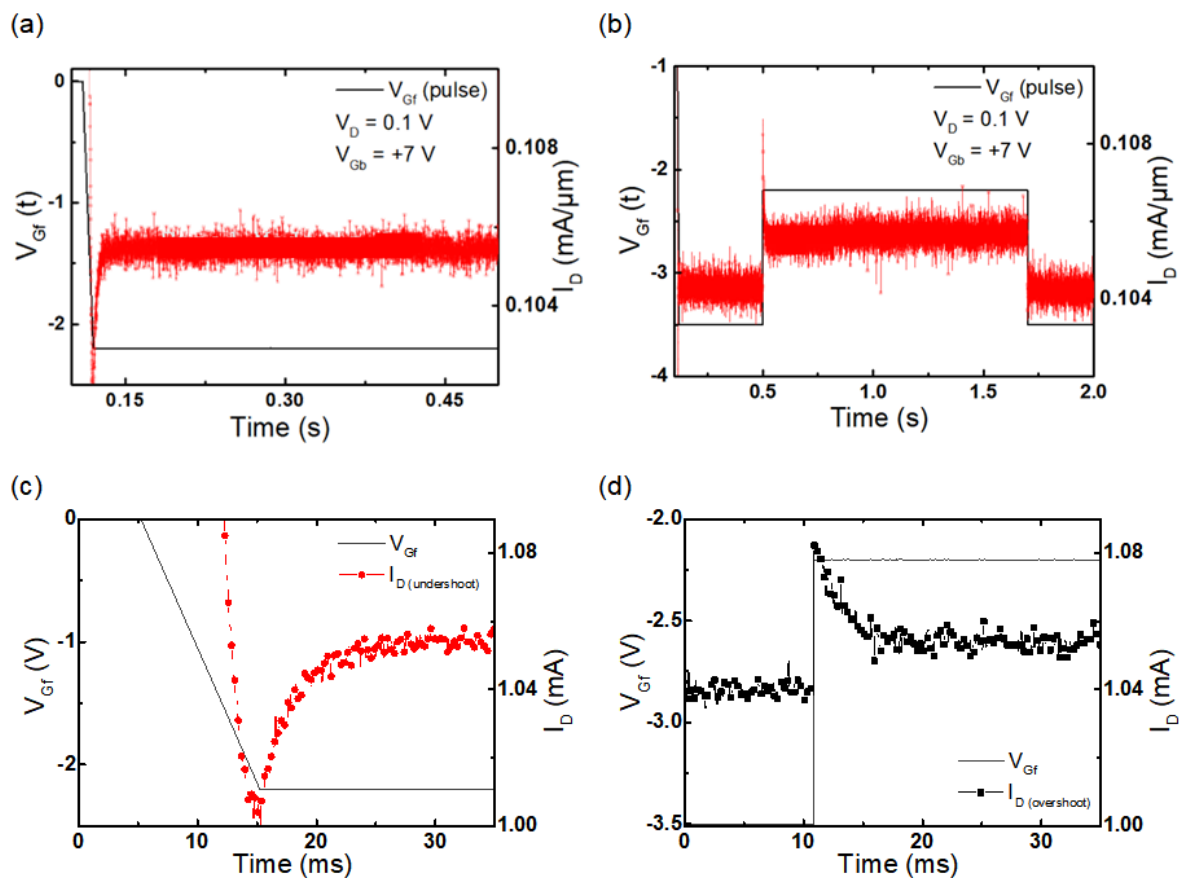 (a)
V_Gf (t)
0
-1
-2
V_Gf (pulse)
V_D = 0.1 V
V_Gb = +7 V
0.108
0.104
I_D (mA/μm)
0.15
0.30
0.45
Time (s)
(b)
V_Gf (t)
-1
-2
-3
-4
V_Gf (pulse)
V_D = 0.1 V
V_Gb = +7 V
0.108
0.104
I_D (mA/μm)
0.5
1.0
1.5
2.0
Time (s)
(c)
V_Gf (V)
0
-1
-2
V_Gf
I_D (undershoot)
1.08
1.04
1.00
I_D (mA)
0
10
20
30
Time (ms)
(d)
V_Gf (V)
-2.0
-2.5
-3.0
-3.5
V_Gf
I_D (overshoot)
1.08
1.04
1.00
I_D (mA)
0
10
20
30
Time (ms)